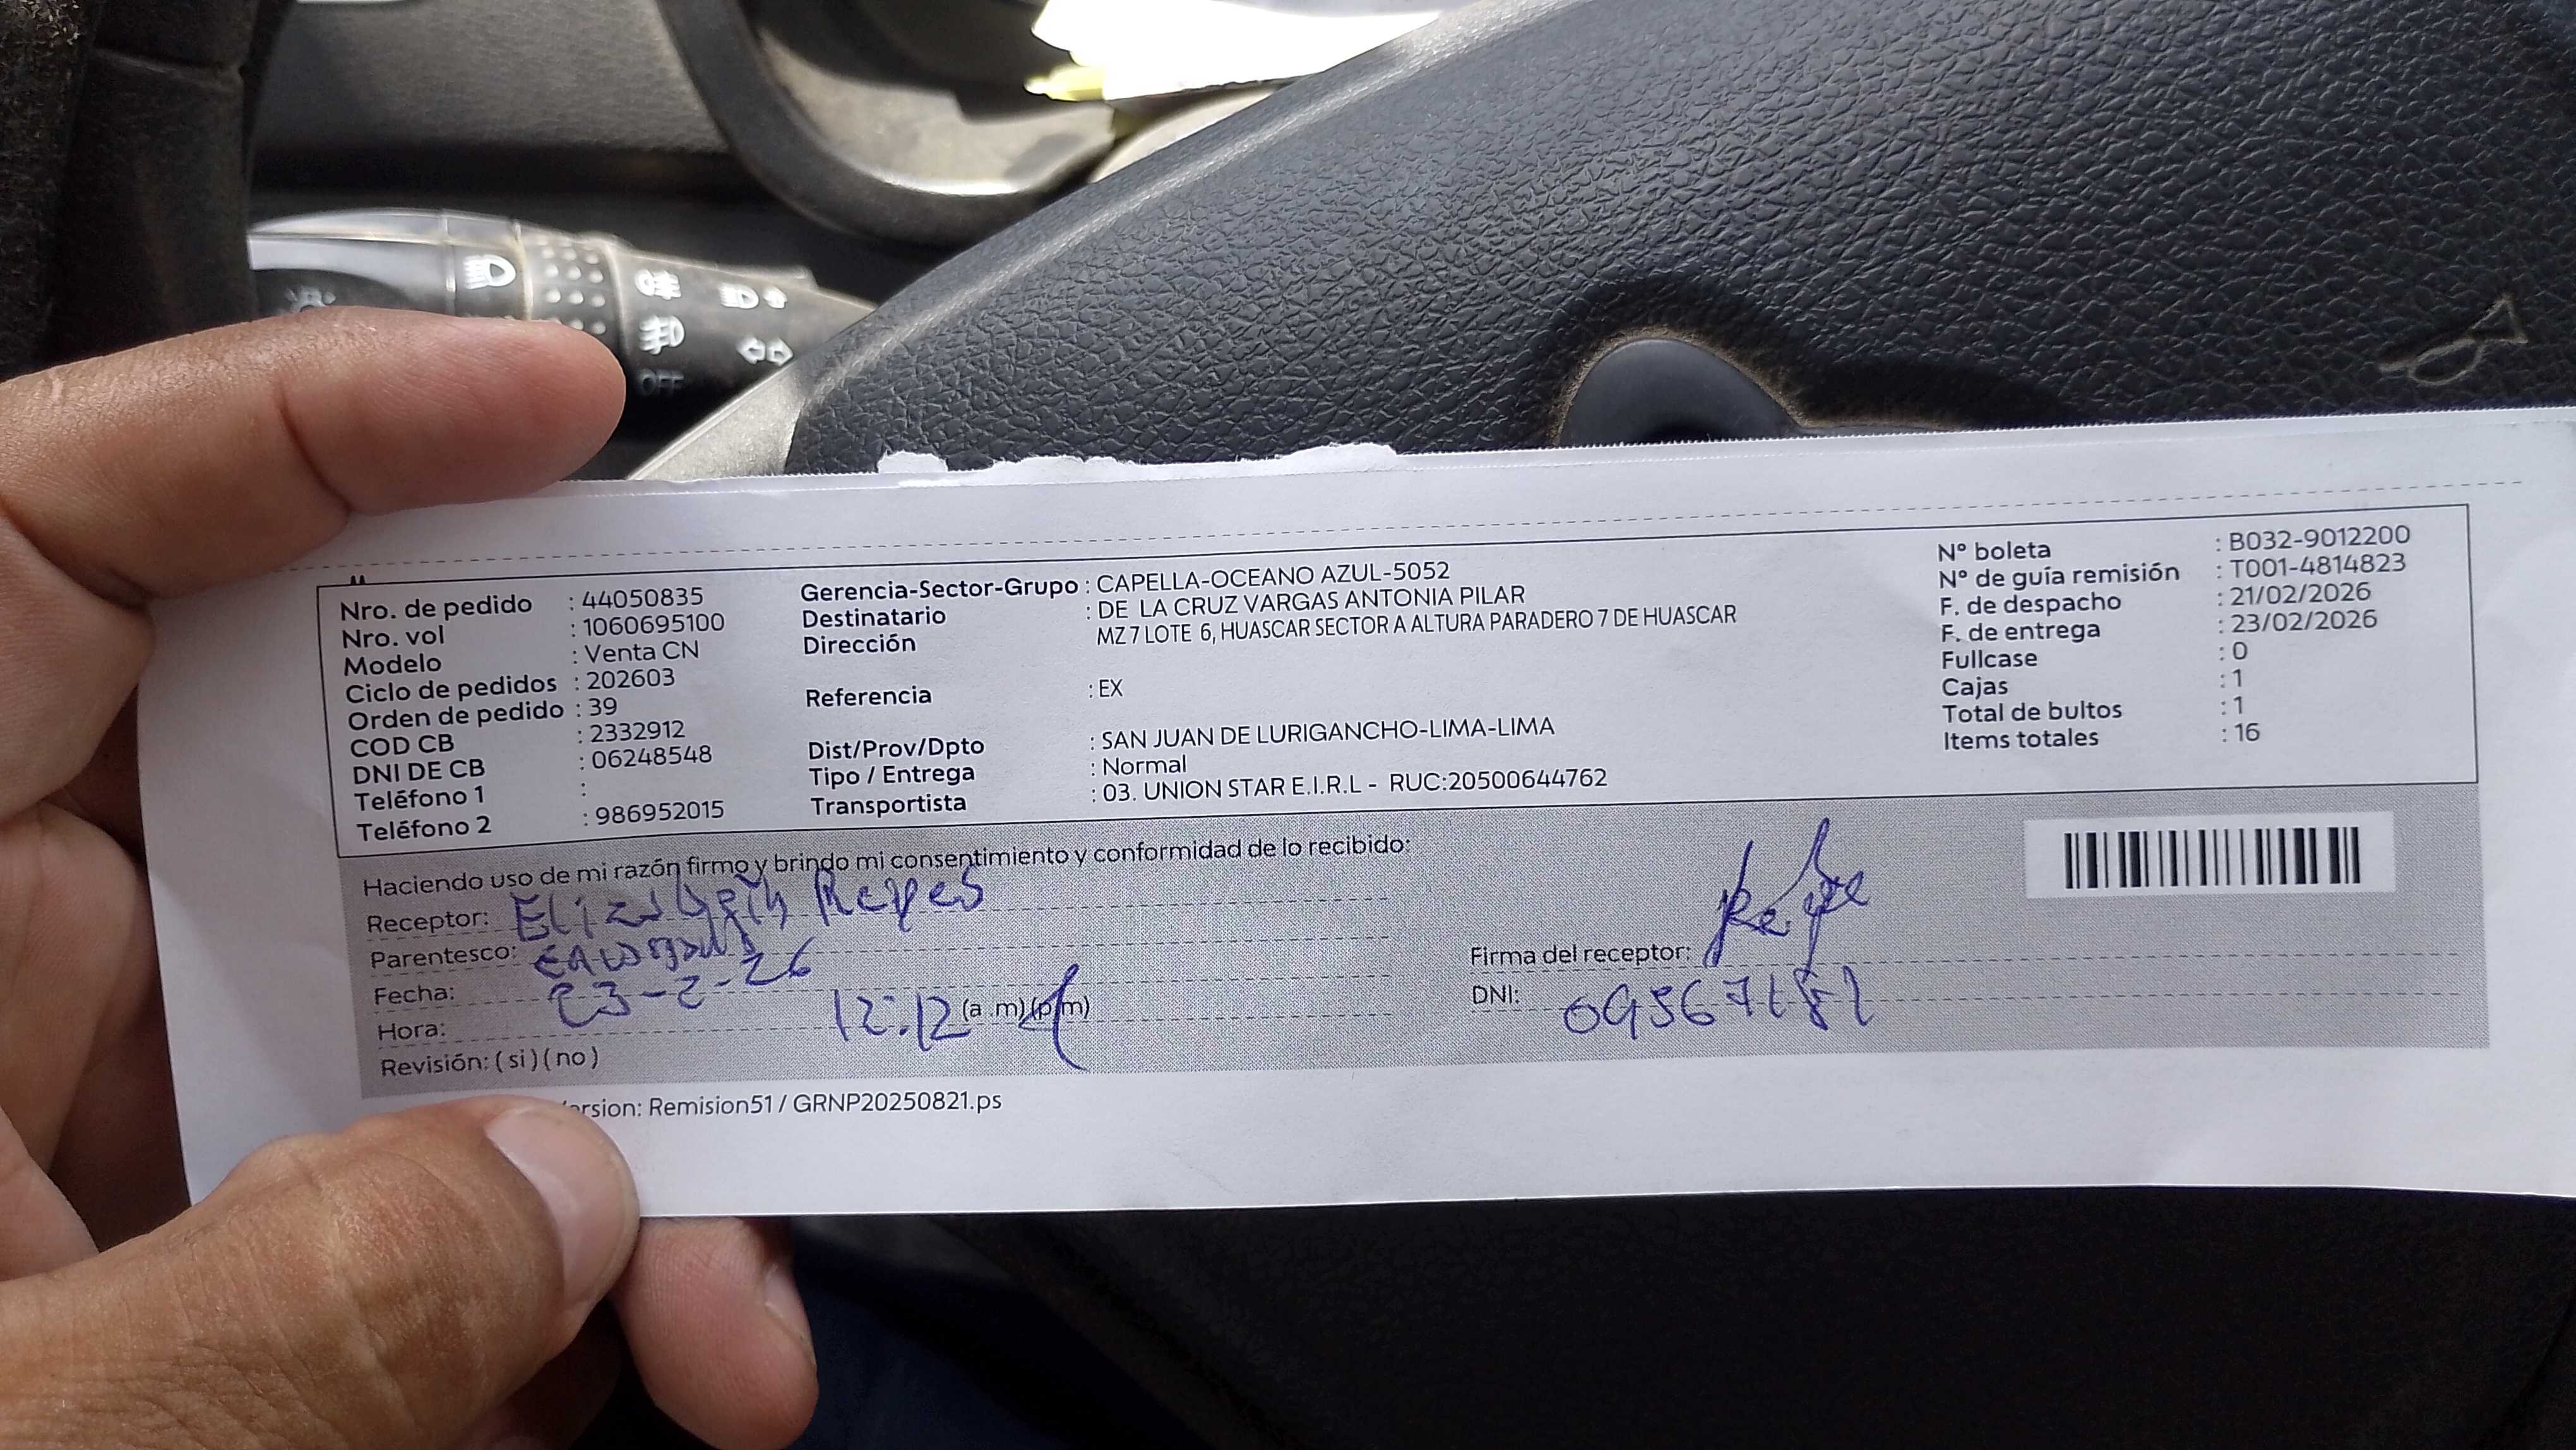 Nro. de pedido : 44050835
Nro. vol : 1060695100
Modelo : Venta CN
Ciclo de pedidos : 202603
Orden de pedido : 39
COD CB : 2332912
DNI DE CB : 06248548
Teléfono 1 :
Teléfono 2 : 986952015
Gerencia-Sector-Grupo : CAPELLA-OCEANO AZUL-5052
Destinatario : DE LA CRUZ VARGAS ANTONIA PILAR
Dirección MZ 7 LOTE 6, HUASCAR SECTOR A ALTURA PARADERO 7 DE HUASCAR
Referencia : EX
Dist/Prov/Dpto : SAN JUAN DE LURIGANCHO-LIMA-LIMA
Tipo / Entrega : Normal
Transportista : 03. UNION STAR E.I.R.L - RUC:20500644762
N° boleta : B032-9012200
N° de guía remisión : T001-4814823
F. de despacho : 21/02/2026
F. de entrega : 23/02/2026
Fullcase : 0
Cajas : 1
Total de bultos : 1
Items totales : 16
Haciendo uso de mi razón firmo y brindo mi consentimiento y conformidad de lo recibido:
Receptor: Elizabeth Reyes
Parentesco:
Fecha: 23-2-26
Hora: 12:12 (a .m) (p.m)
Revisión: ( si ) ( no )
Firma del receptor:
DNI:
ersion: Remision51 / GRNP20250821.ps
OFF